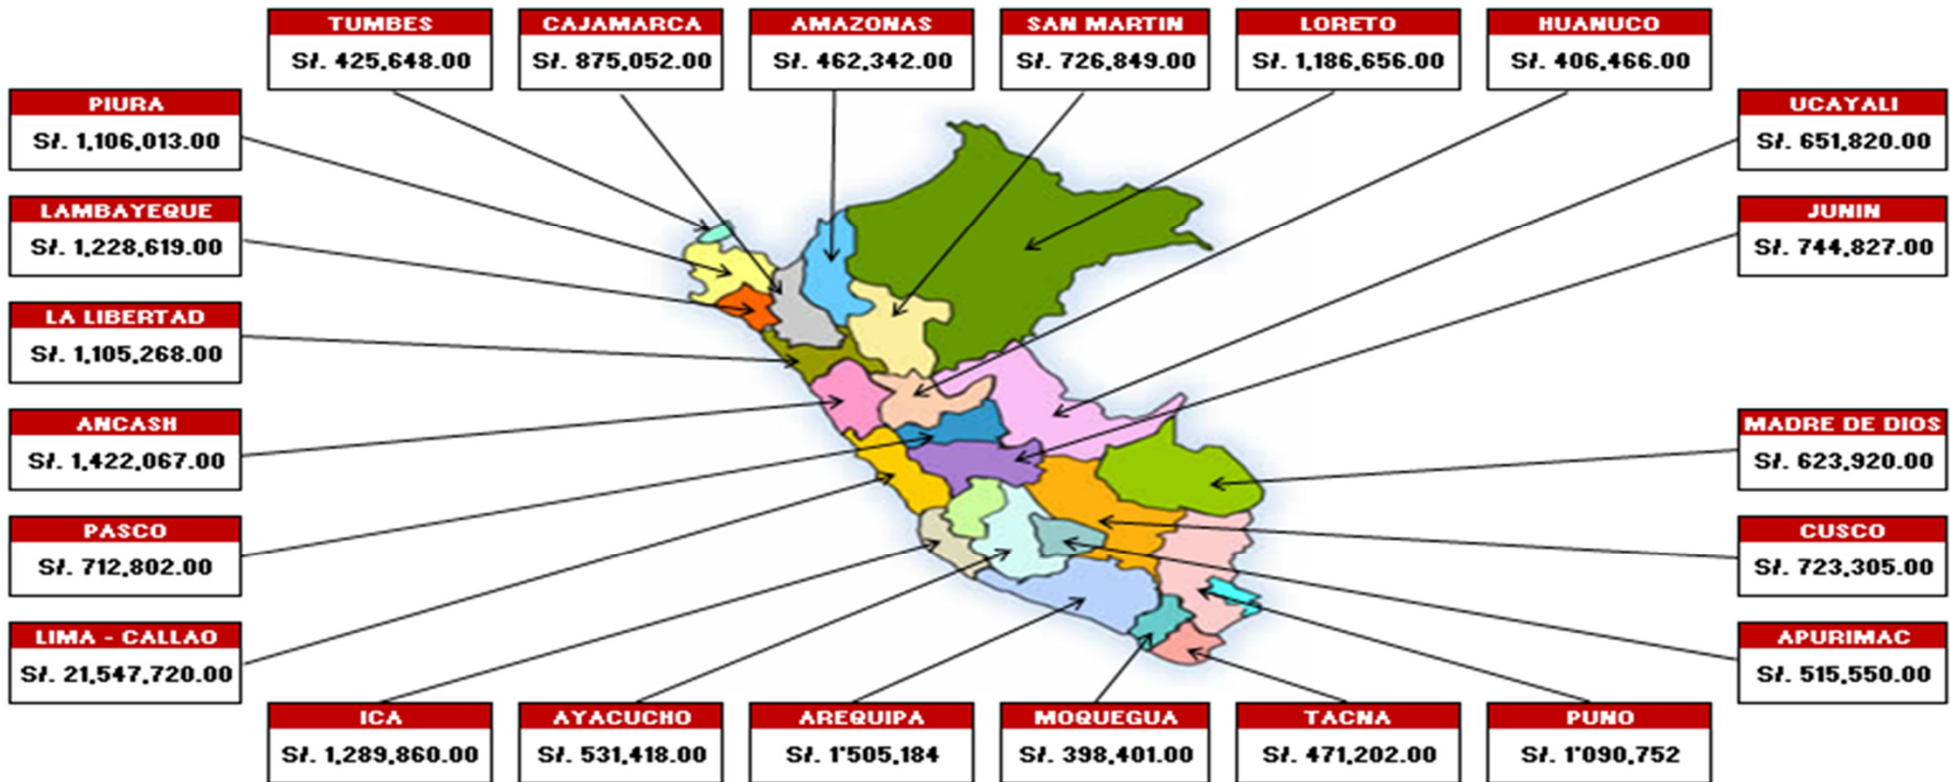 TUMBES
S/. 425,648.00
CAJAMARCA
S/. 875,052.00
AMAZONAS
S/. 462,342.00
SAN MARTIN
S/. 726,849.00
LORETO
S/. 1,186,656.00
HUANUCO
S/. 406,466.00
PIURA
S/. 1,106,013.00
UCAYALI
S/. 651,820.00
LAMBAYEQUE
S/. 1,228,619.00
JUNIN
S/. 744,827.00
LA LIBERTAD
S/. 1,105,268.00
ANCASH
S/. 1,422,067.00
MADRE DE DIOS
S/. 623,920.00
PASCO
S/. 712,802.00
CUSCO
S/. 723,305.00
LIMA - CALLAO
S/. 21,547,720.00
APURIMAC
S/. 515,550.00
ICA
S/. 1,289,860.00
AYACUCHO
S/. 531,418.00
AREQUIPA
S/. 1'505,184
MOQUEGUA
S/. 398,401.00
TACNA
S/. 471,202.00
PUNO
S/. 1'090,752